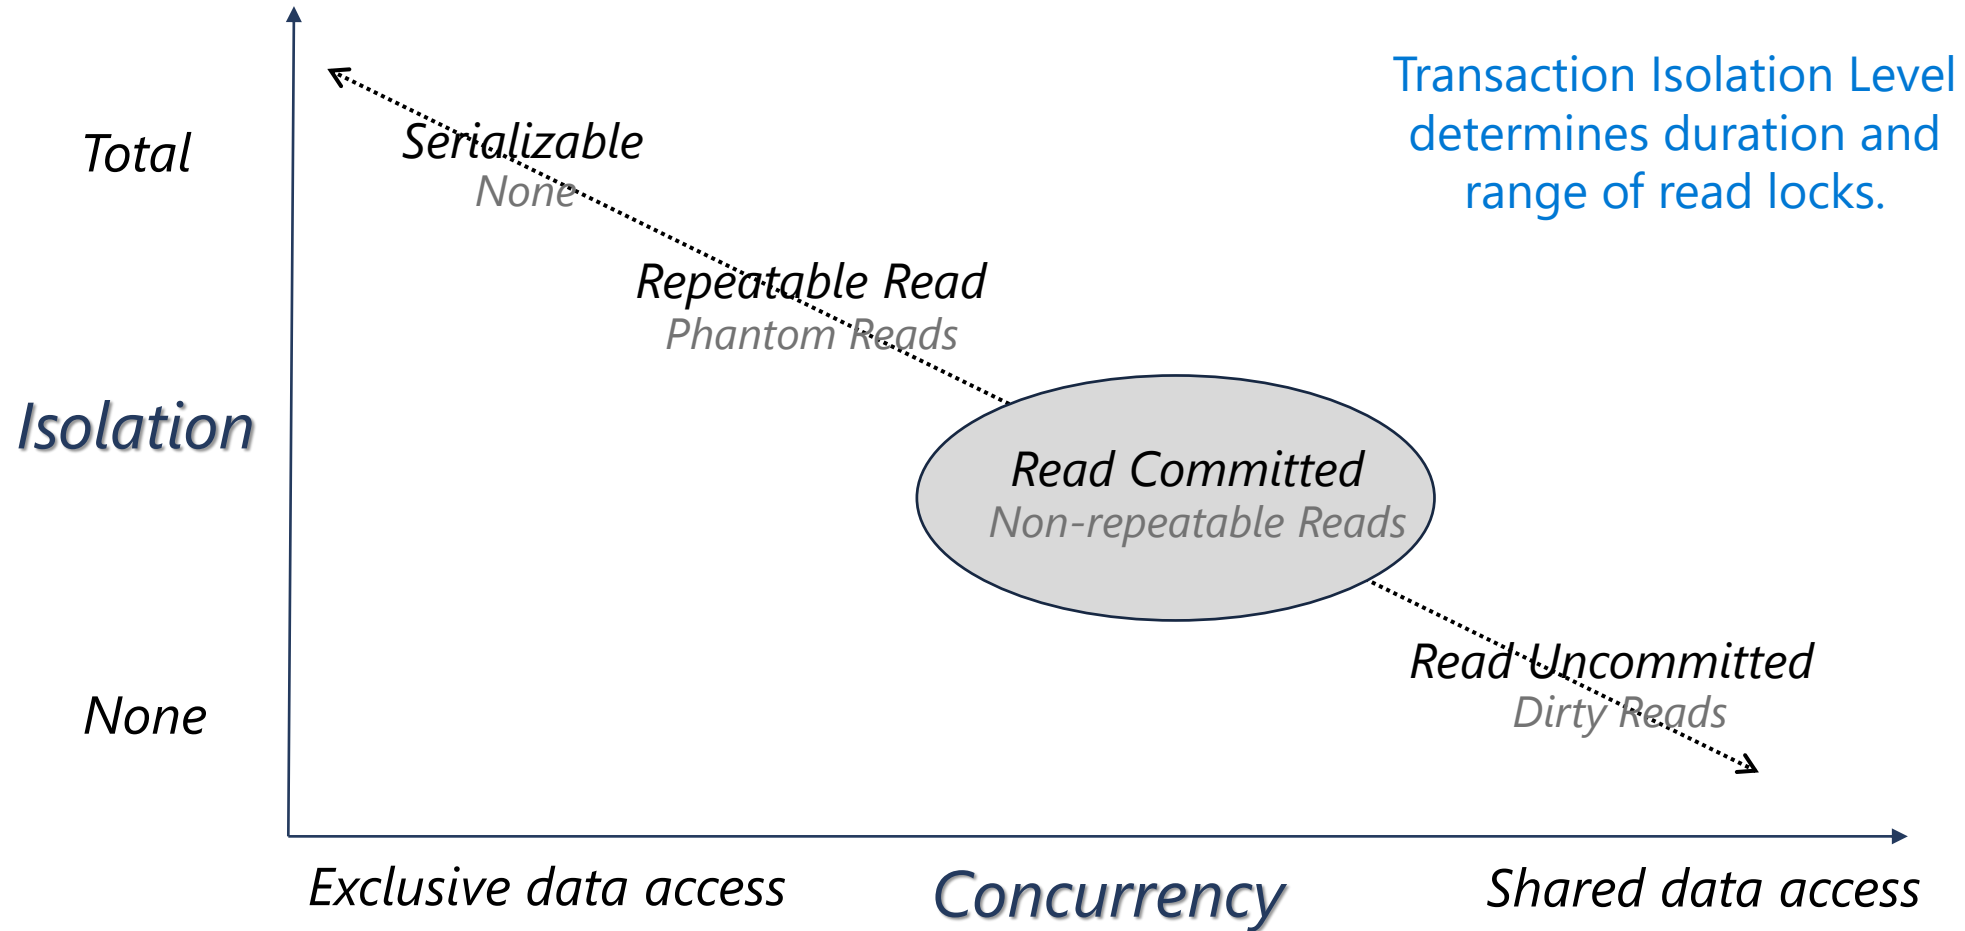 Transaction Isolation Level
determines duration and
range of read locks.
Total
Serializable
None
Repeatable Read
Phantom Reads
Isolation
Read Committed
Non-repeatable Reads
Read Uncommitted
Dirty Reads
None
Exclusive data access
Concurrency
Shared data access